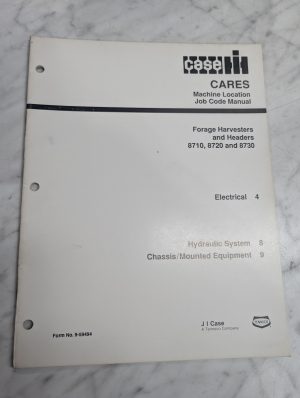 case IH
CARES
Machine Location
Job Code Manual
Forage Harvesters
and Headers
8710, 8720 and 8730
Electrical 4
Hydraulic System 8
Chassis/Mounted Equipment 9
J I Case
A Tenneco Company